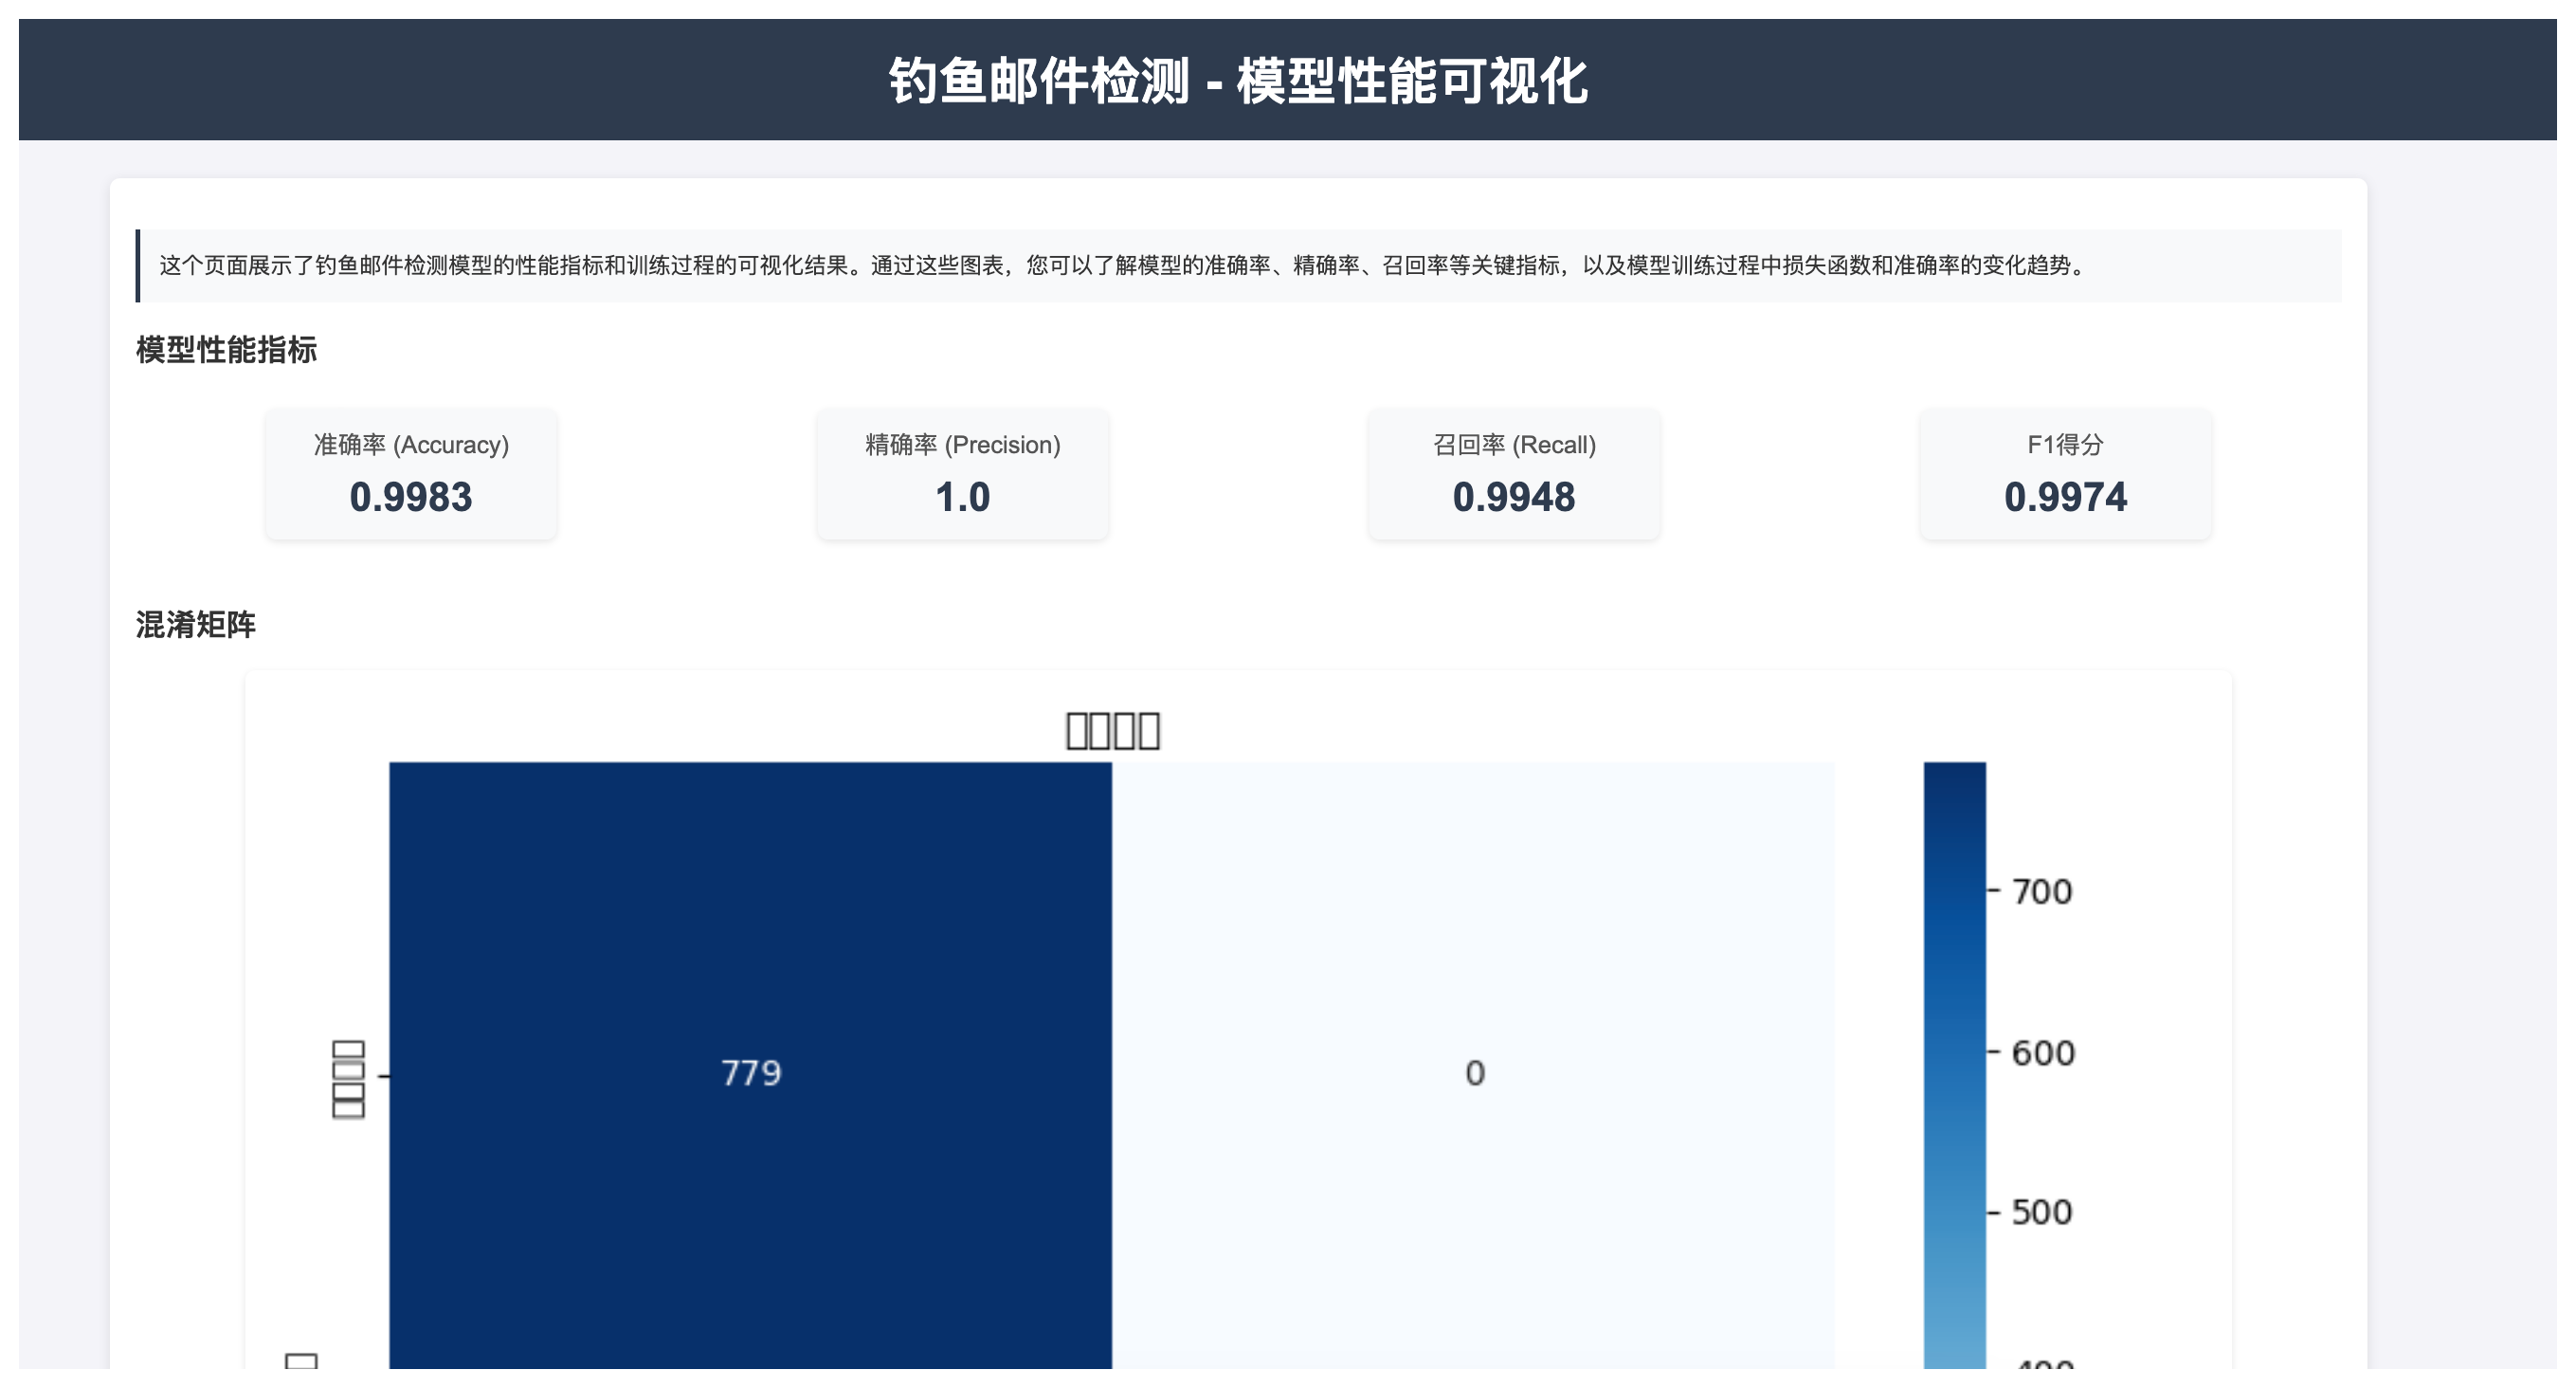 钓鱼邮件检测 - 模型性能可视化
这个页面展示了钓鱼邮件检测模型的性能指标和训练过程的可视化结果。通过这些图表，您可以了解模型的准确率、精确率、召回率等关键指标，以及模型训练过程中损失函数和准确率的变化趋势。
模型性能指标
准确率 (Accuracy)
0.9983
精确率 (Precision)
1.0
召回率 (Recall)
0.9948
F1得分
0.9974
混淆矩阵
779
0
700
600
500